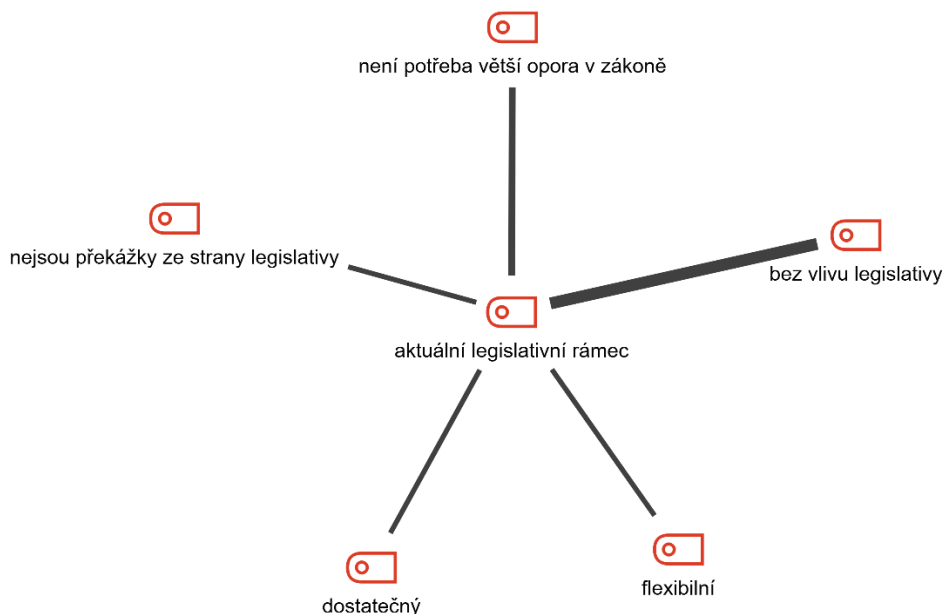 není potřeba větší opora v zákoně
nejsou překážky ze strany legislativy
bez vlivu legislativy
aktuální legislativní rámec
dostatečný
flexibilní